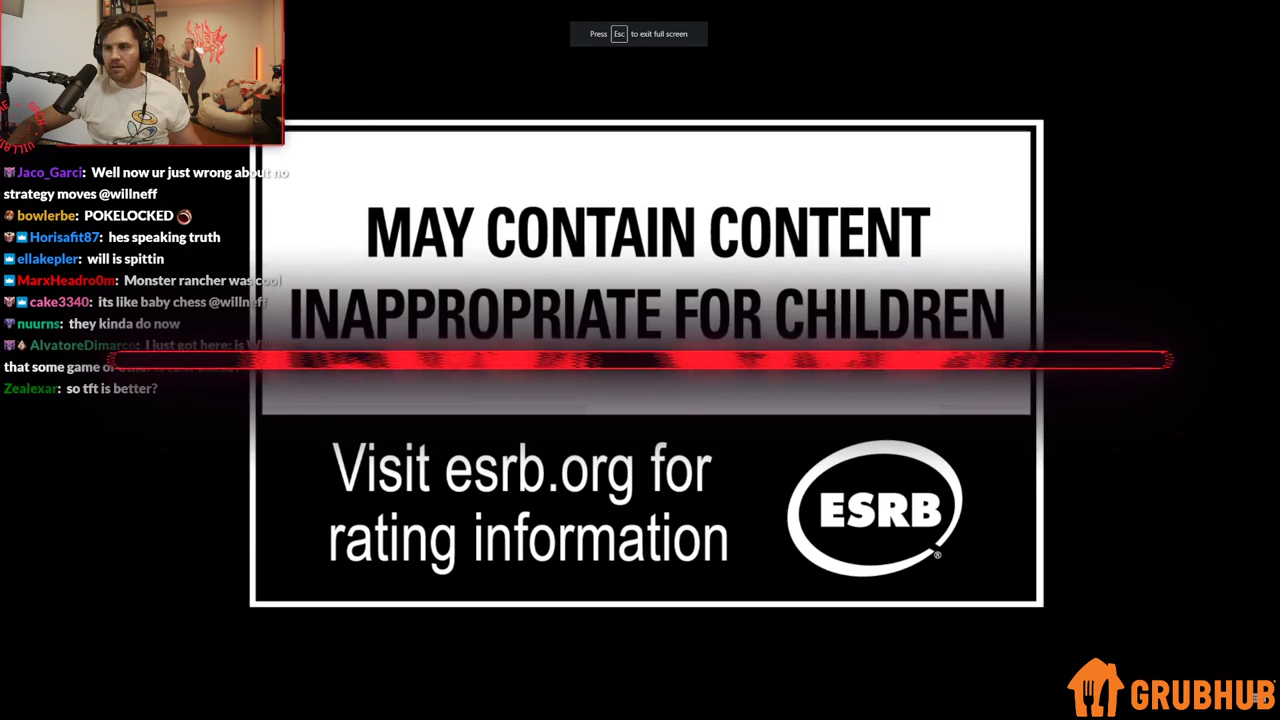 Press Esc to exit full screen
Jaco_Garci: Well now ur just wrong about no
strategy moves @willneff
bowlerbe: POKELOCKED
Horisafit87: hes speaking truth
ellakepler: will is spittin
MarxHeadro0m: Monster rancher was cool
cake3340: its like baby chess @willneff
nuurns: they kinda do now
AlvatoreDimarco: I just got here; is
that some game
Zealexar: so tft is better?
MAY CONTAIN CONTENT
INAPPROPRIATE FOR CHILDREN
Visit esrb.org for
rating information
ESRB
®
GRUBHUB